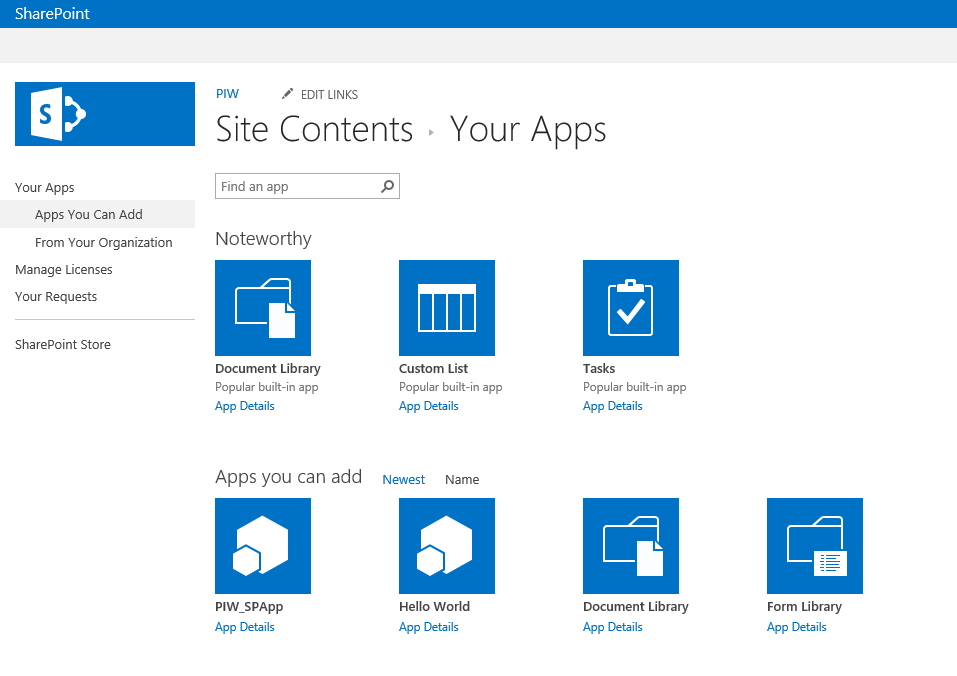 SharePoint
S
PIW EDIT LINKS
Site Contents Your Apps
Find an app
Your Apps
Apps You Can Add
From Your Organization
Manage Licenses
Your Requests
SharePoint Store
Noteworthy
Document Library Custom List Tasks
Popular built-in app Popular built-in app Popular built-in app
App Details App Details App Details
Apps you can add Newest Name
PIW_SPApp Hello World Document Library Form Library
App Details App Details App Details App Details